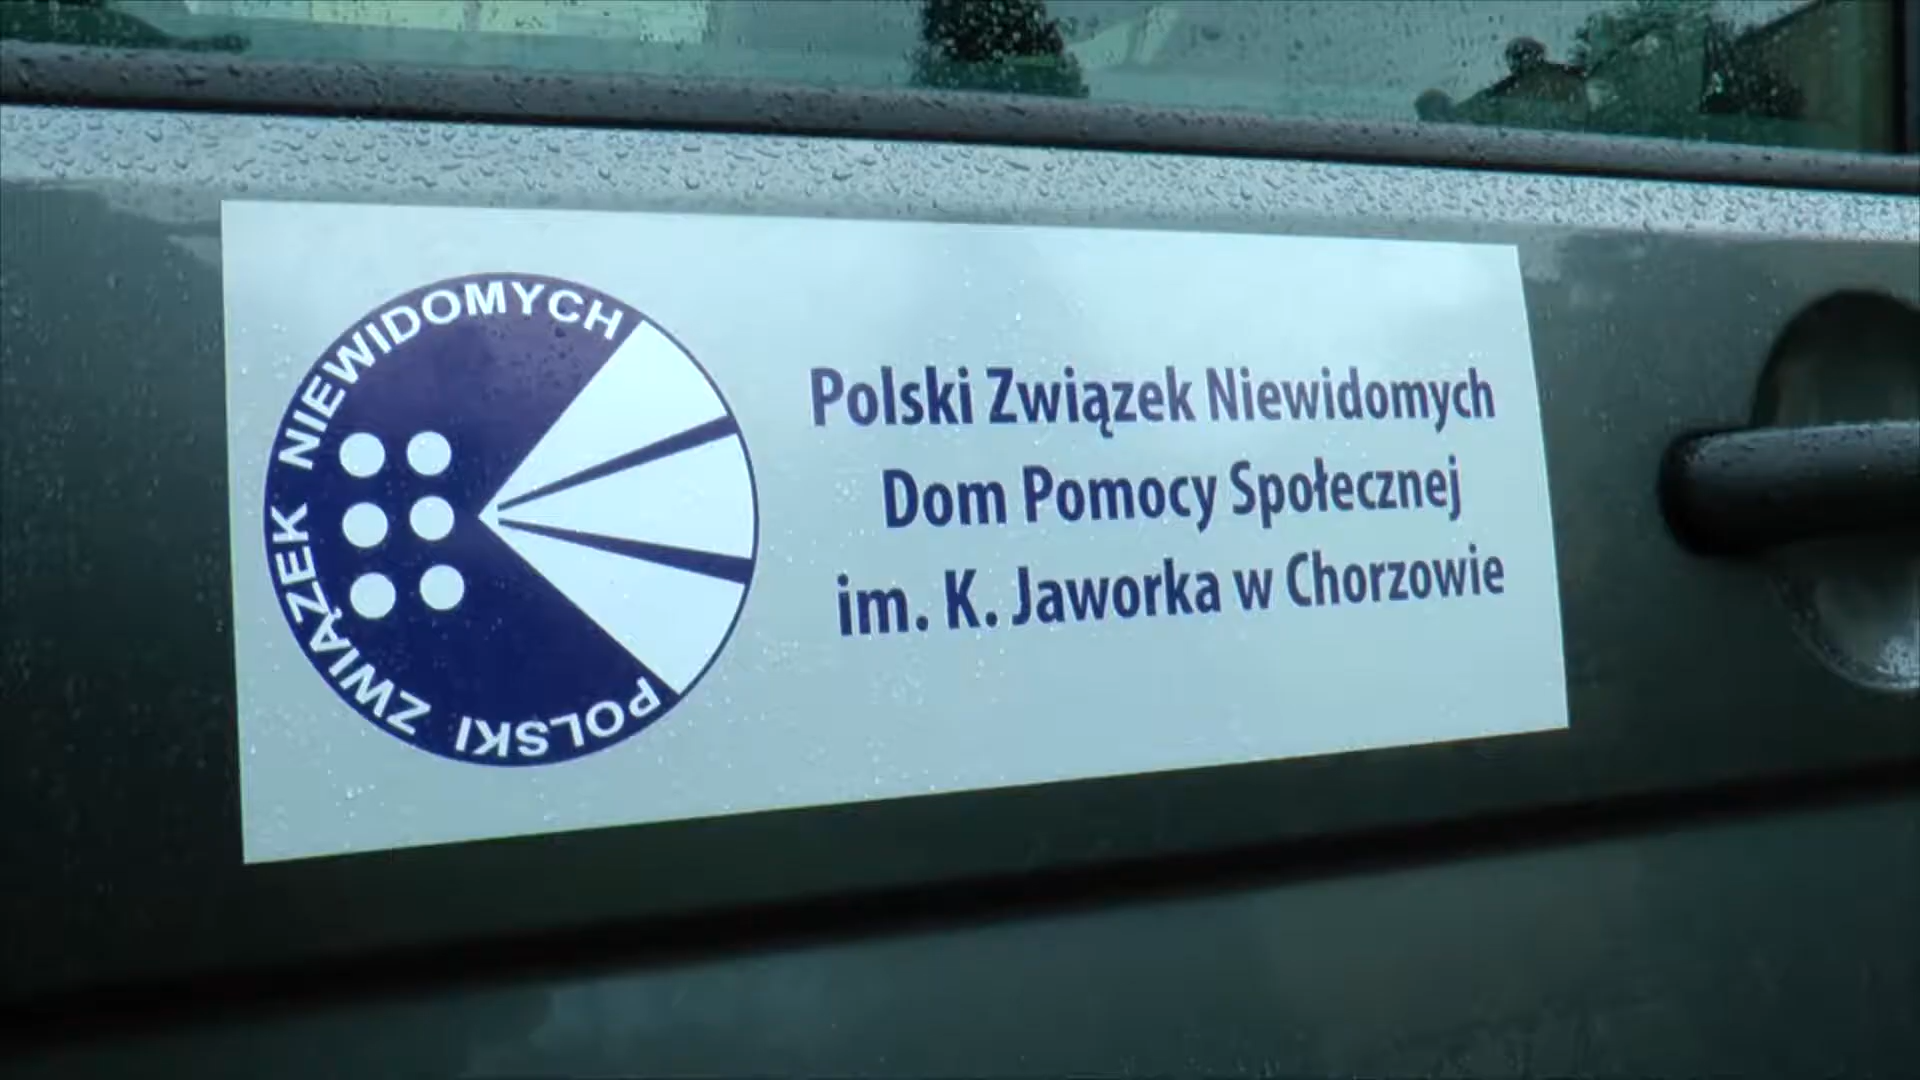 POLSKI ZWIĄZEK NIEWIDOMYCH
Polski Związek Niewidomych
Dom Pomocy Społecznej
im. K. Jaworka w Chorzowie